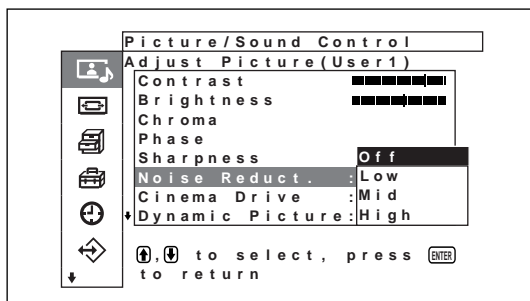 Picture/Sound Control
Adjust Picture(User1)
Contrast
Brightness
Chroma
Phase
Sharpness
Noise Reduct. :
Cinema Drive :
Dynamic Picture:
Off
Low
Mid
High
, to select, press ENTER
to return